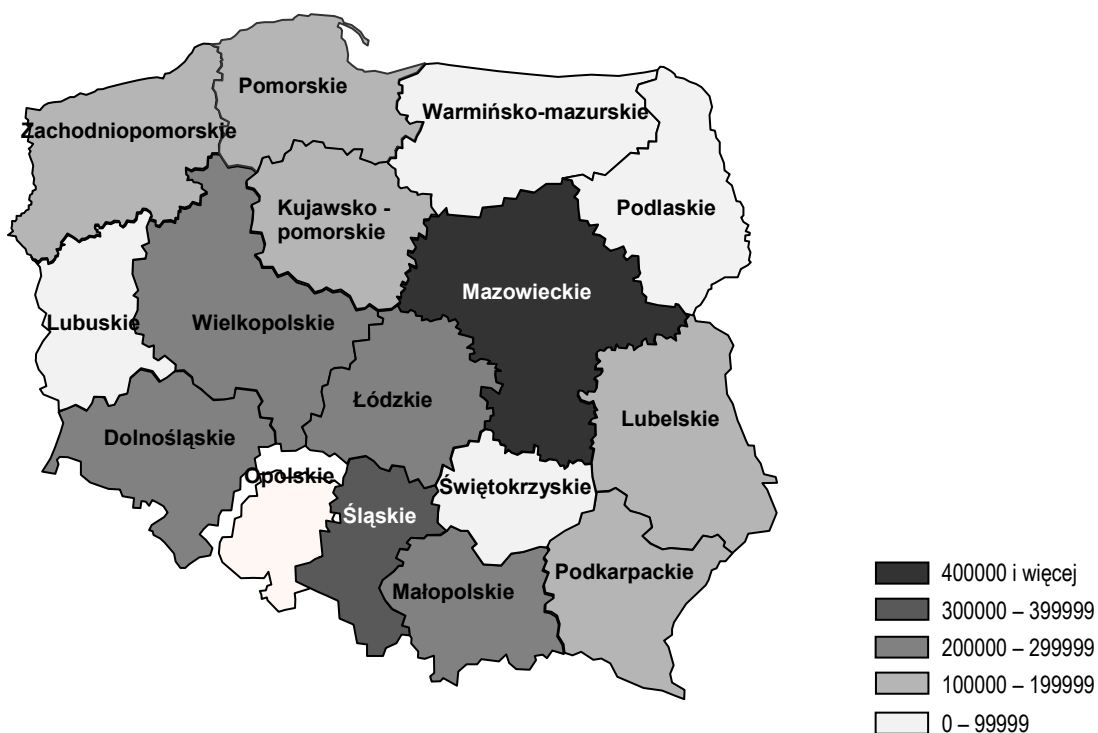 Pomorskie
Warmińsko-mazurskie
Zachodniopomorskie
Kujawsko -
pomorskie
Podlaskie
Mazowieckie
Lubuskie
Wielkopolskie
Łódzkie
Lubelskie
Dolnośląskie
Opolskie
Świętokrzyskie
Śląskie
Podkarpackie
Małopolskie
400000 i więcej
300000 – 399999
200000 – 299999
100000 – 199999
0 – 99999